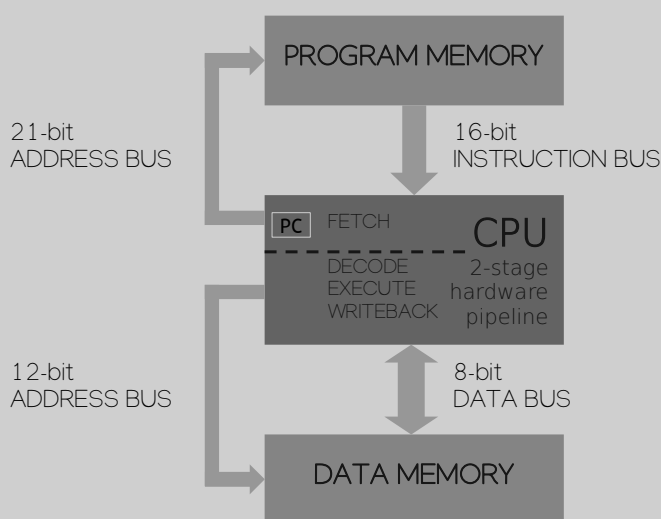 PROGRAM MEMORY
21-bit
ADDRESS BUS
16-bit
INSTRUCTION BUS
PC
FETCH
CPU
DECODE
EXECUTE
WRITEBACK
2-stage
hardware
pipeline
12-bit
ADDRESS BUS
8-bit
DATA BUS
DATA MEMORY